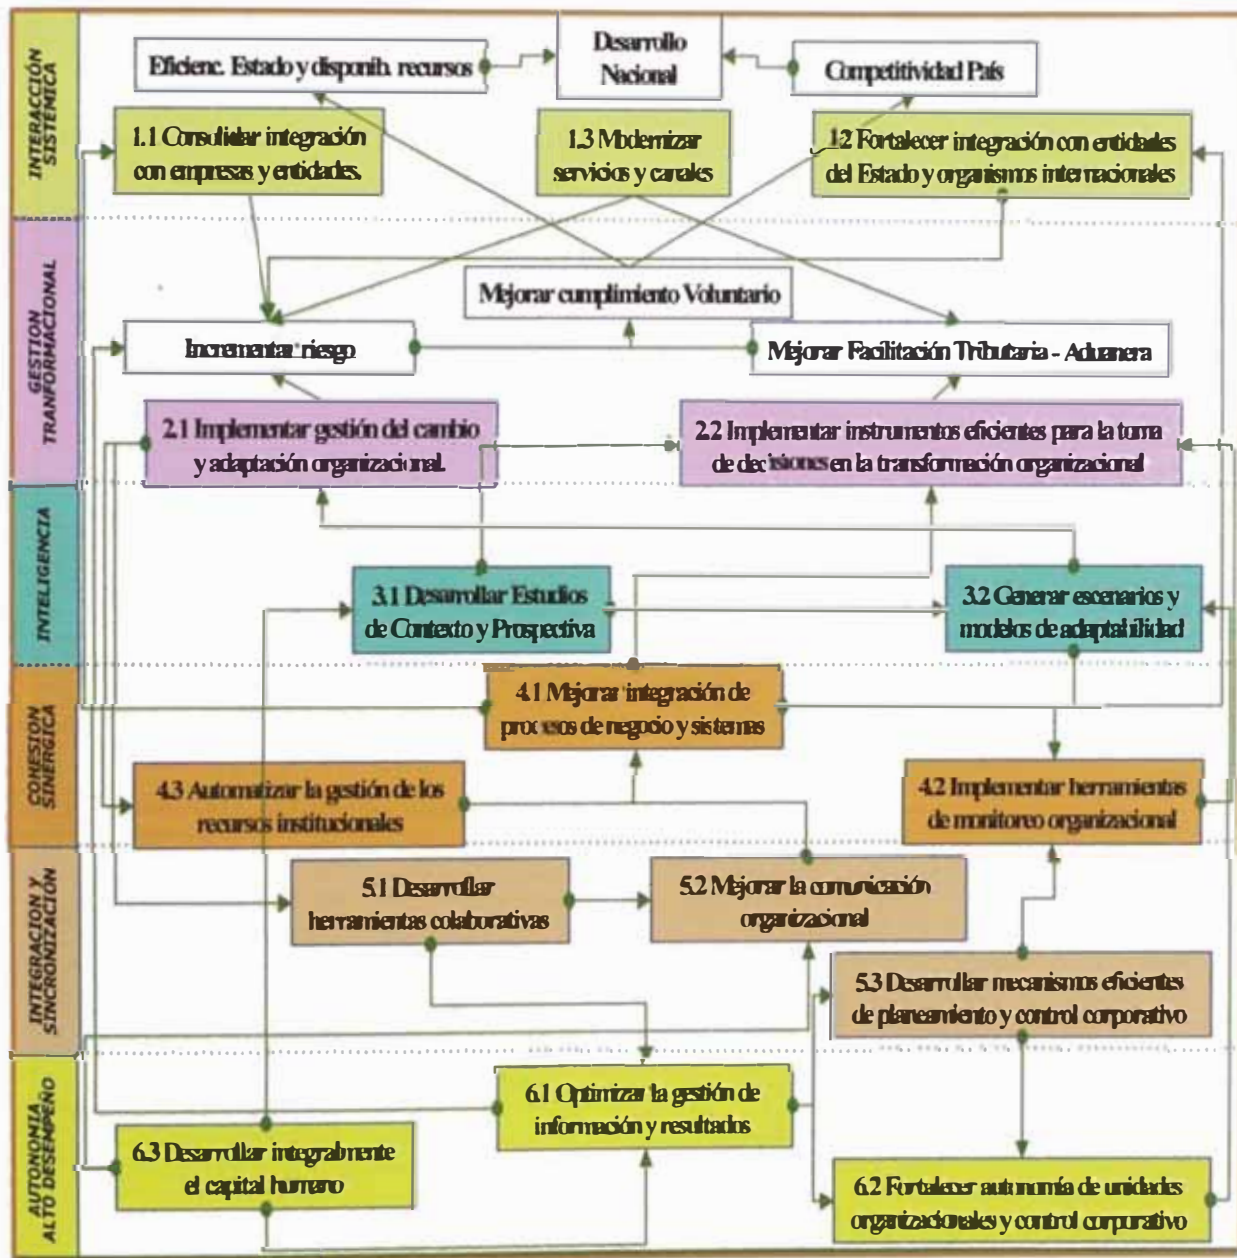 INTERACCIÓN
SISTEMICA
Eficienc. Estado y disponib. recursos
Desarrollo
Nacional
Competitividad País
1.1 Consolidar integración
con empresas y entidades.
1.3 Modernizar
servicios y canales
1.2 Fortalecer integración con entidades
del Estado y organismos internacionales
GESTION
TRANFORMACIONAL
Mejorar cumplimiento Voluntario
Incrementar riesgo
Mejorar Facilitación Tributaria - Aduanera
2.1 Implementar gestión del cambio
y adaptación organizacional.
2.2 Implementar instrumentos eficientes para la toma
de decisiones en la transformación organizacional
INTELIGENCIA
3.1 Desarrollar Estudios
de Contexto y Prospectiva
3.2 Generar escenarios y
modelos de adaptabilidad
COHESION
SINERGICA
4.1 Mejorar integración de
procesos de negocio y sistemas
4.3 Automatizar la gestión de los
recursos institucionales
4.2 Implementar herramientas
de monitoreo organizacional
INTEGRACION Y
SINCRONIZACION
5.1 Desarrollar
herramientas colaborativas
5.2 Mejorar la comunicación
organizacional
5.3 Desarrollar mecanismos eficientes
de planeamiento y control corporativo
AUTONOMIA
ALTO DESEMPEÑO
6.1 Optimizar la gestión de
información y resultados
6.3 Desarrollar integralmente
el capital humano
6.2 Fortalecer autonomía de unidades
organizacionales y control corporativo